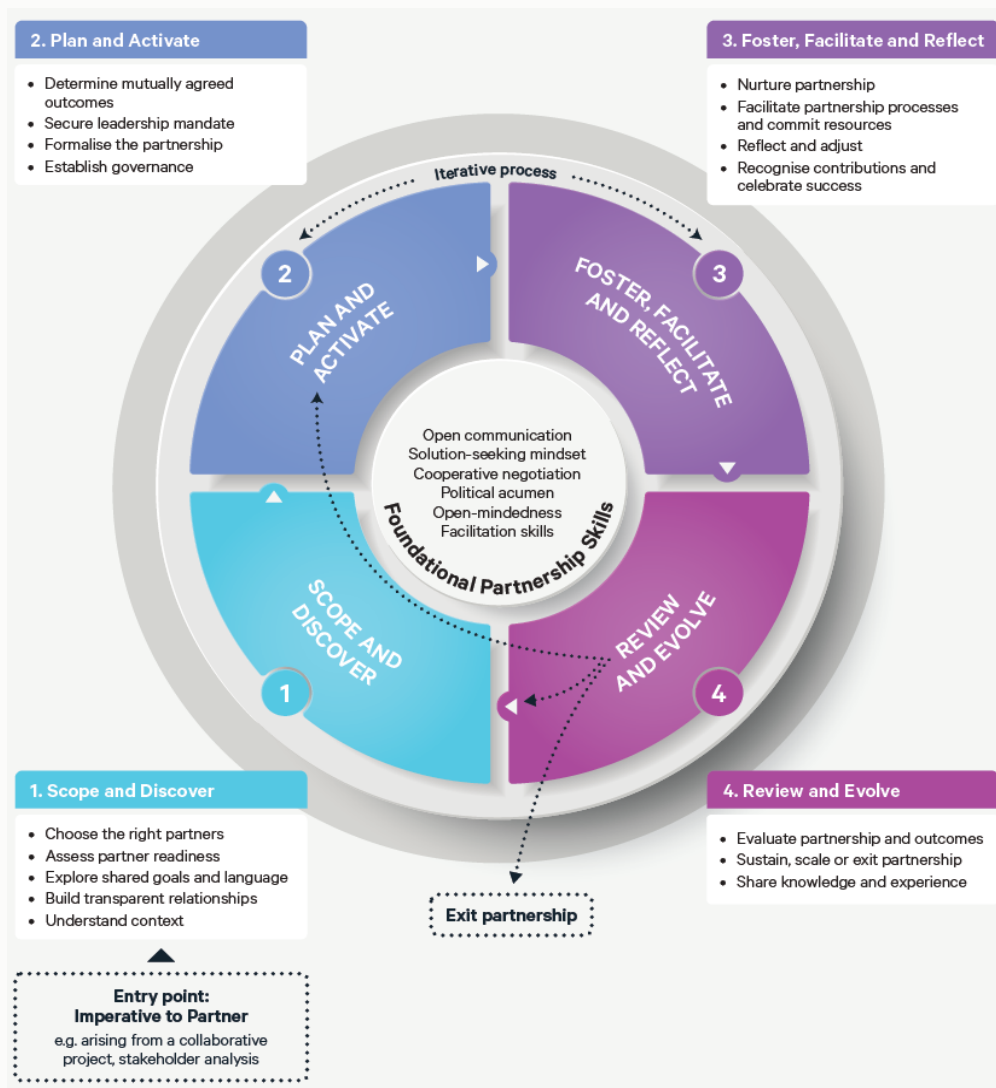 2. Plan and Activate
• Determine mutually agreed
outcomes
• Secure leadership mandate
• Formalise the partnership
• Establish governance
3. Foster, Facilitate and Reflect
• Nurture partnership
• Facilitate partnership processes
and commit resources
• Reflect and adjust
• Recognise contributions and
celebrate success
Iterative process
2
PLAN AND
ACTIVATE
3
FOSTER, FACILITATE
AND REFLECT
Open communication
Solution-seeking mindset
Cooperative negotiation
Political acumen
Open-mindedness
Facilitation skills
Foundational Partnership Skills
1
SCOPE AND
DISCOVER
4
REVIEW
AND EVOLVE
1. Scope and Discover
• Choose the right partners
• Assess partner readiness
• Explore shared goals and language
• Build transparent relationships
• Understand context
4. Review and Evolve
• Evaluate partnership and outcomes
• Sustain, scale or exit partnership
• Share knowledge and experience
Exit partnership
Entry point:
Imperative to Partner
e.g. arising from a collaborative
project, stakeholder analysis